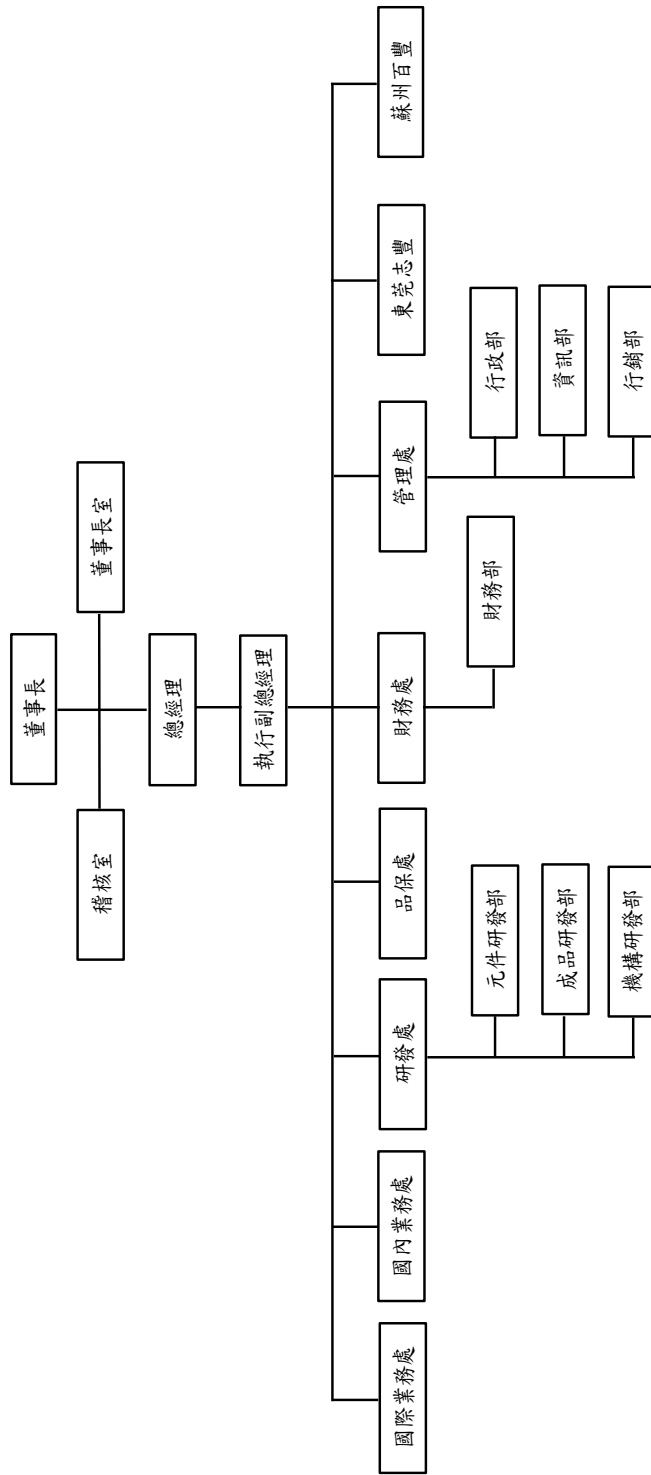 董事長
稽核室
董事長室
總經理
執行副總經理
國際業務處
國內業務處
研發處
品保處
財務處
管理處
東莞志豐
蘇州百豐
元件研發部
成品研發部
機構研發部
財務部
行政部
資訊部
行銷部